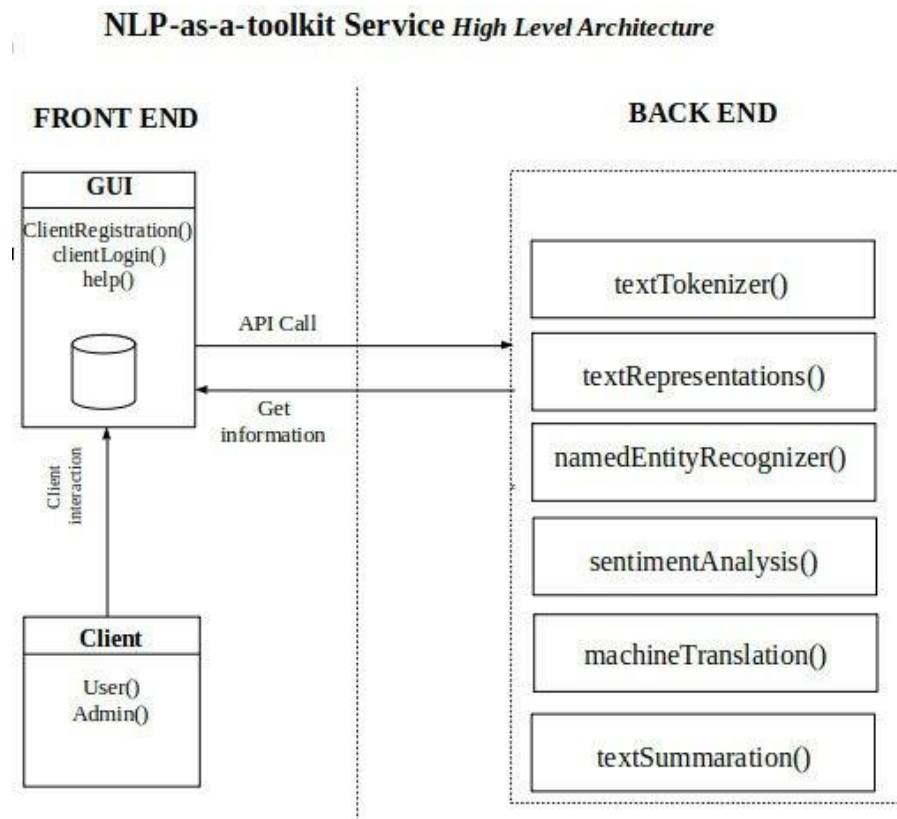 NLP-as-a-toolkit Service High Level Architecture
FRONT END
BACK END
GUI
ClientRegistration()
clientLogin()
help()
API Call
Get
information
Client
interaction
Client
User()
Admin()
textTokenizer()
textRepresentations()
namedEntityRecognizer()
sentimentAnalysis()
machineTranslation()
textSummaration()